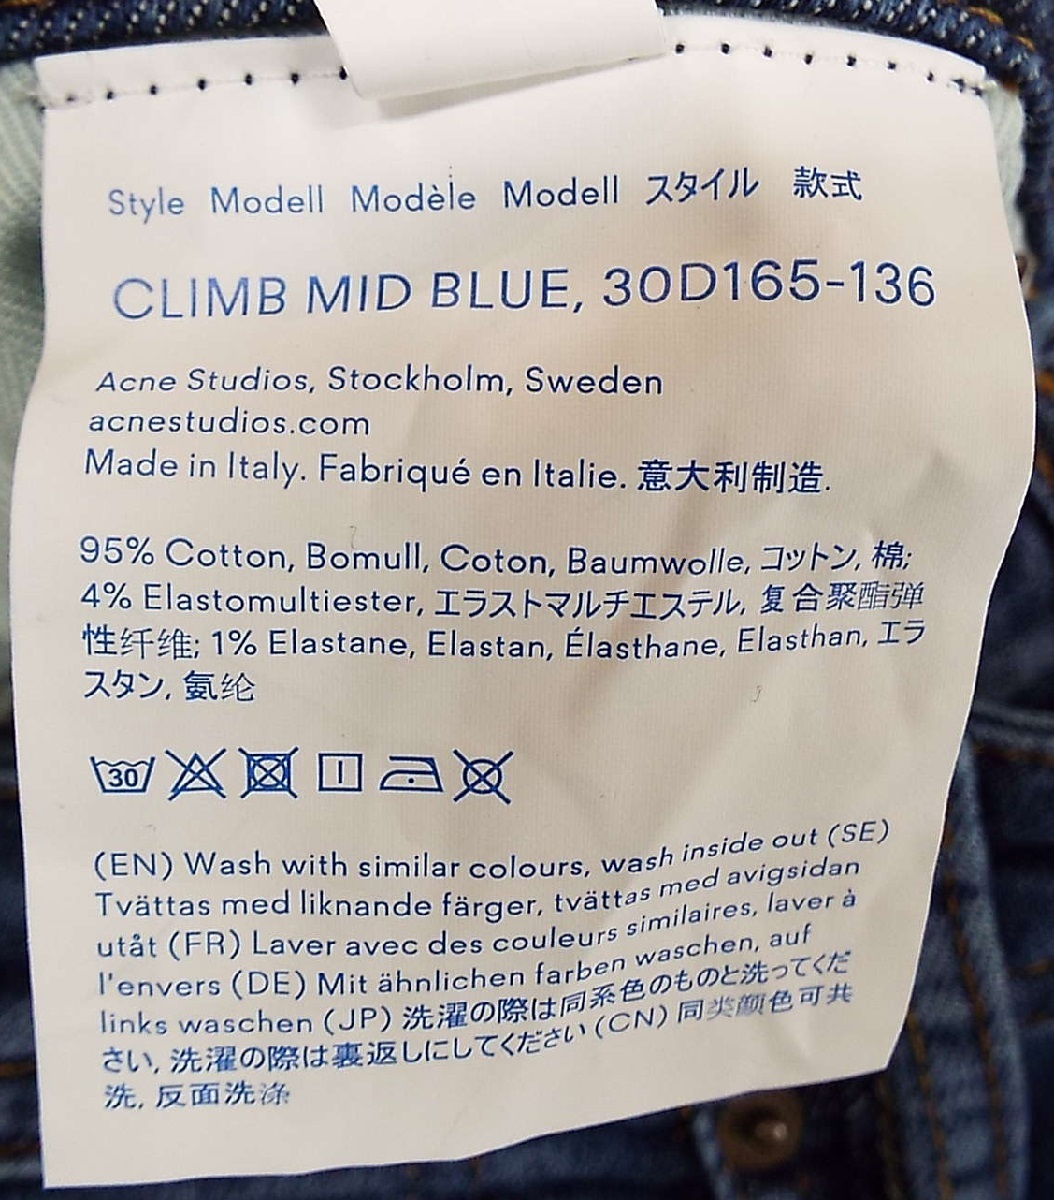 Style Modell Modèle Modell スタイル 款式
CLIMB MID BLUE, 30D165-136
Acne Studios, Stockholm, Sweden
acnestudios.com
Made in Italy. Fabriqué en Italie. 意大利制造.
95% Cotton, Bomull, Coton, Baumwolle, コットン, 棉;
4% Elastomultiester, エラストマルチエステル, 复合聚酯弹
性纤维; 1% Elastane, Elastan, Élasthane, Elasthan, エラ
スタン, 氨纶
30
(EN) Wash with similar colours, wash inside out (SE)
Tvättas med liknande färger, tvättas med avigsidan
utåt (FR) Laver avec des couleurs similaires, laver à
l'envers (DE) Mit ähnlichen farben waschen, auf
links waschen (JP) 洗濯の際は同系色のものと洗ってくだ
さい, 洗濯の際は裏返しにしてください (CN) 同类颜色可共
洗, 反面洗涤